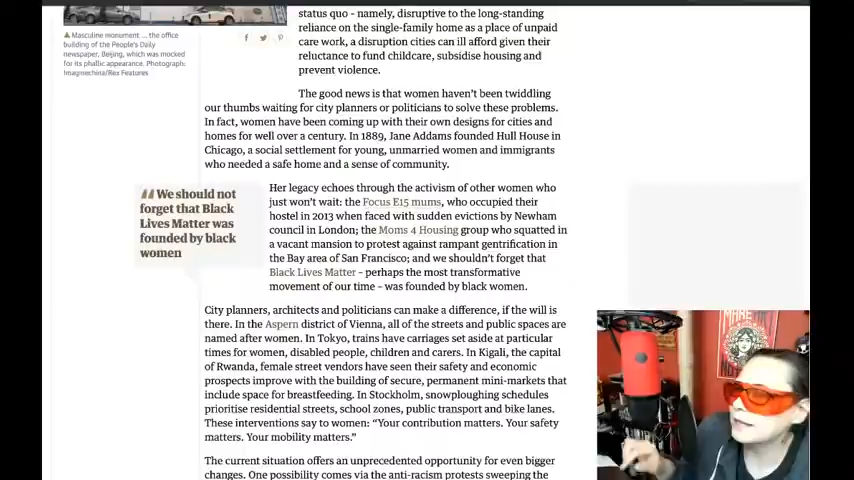 status quo – namely, disruptive to the long-standing
reliance on the single-family home as a place of unpaid
care work, a disruption cities can ill afford given their
reluctance to fund childcare, subsidise housing and
prevent violence.
Masculine monument ... the office
building of the People's Daily
newspaper, Beijing, which was mocked
for its phallic appearance. Photograph:
Imaginechina/Rex Features
The good news is that women haven't been twiddling
our thumbs waiting for city planners or politicians to solve these problems.
In fact, women have been coming up with their own designs for cities and
homes for well over a century. In 1889, Jane Addams founded Hull House in
Chicago, a social settlement for young, unmarried women and immigrants
who needed a safe home and a sense of community.
We should not
forget that Black
Lives Matter was
founded by black
women
Her legacy echoes through the activism of other women who
just won't wait: the Focus E15 mums, who occupied their
hostel in 2013 when faced with sudden evictions by Newham
council in London; the Moms 4 Housing group who squatted in
a vacant mansion to protest against rampant gentrification in
the Bay area of San Francisco; and we shouldn't forget that
Black Lives Matter – perhaps the most transformative
movement of our time – was founded by black women.
City planners, architects and politicians can make a difference, if the will is
there. In the Aspern district of Vienna, all of the streets and public spaces are
named after women. In Tokyo, trains have carriages set aside at particular
times for women, disabled people, children and carers. In Kigali, the capital
of Rwanda, female street vendors have seen their safety and economic
prospects improve with the building of secure, permanent mini-markets that
include space for breastfeeding. In Stockholm, snowploughing schedules
prioritise residential streets, school zones, public transport and bike lanes.
These interventions say to women: "Your contribution matters. Your safety
matters. Your mobility matters."
The current situation offers an unprecedented opportunity for even bigger
changes. One possibility comes via the anti-racism protests sweeping the
MAKE